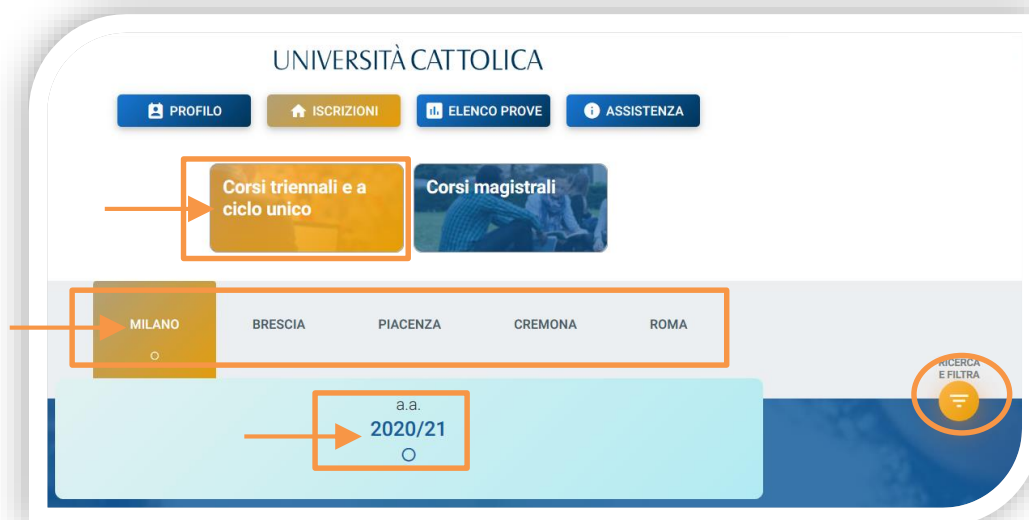 UNIVERSITÀ CATTOLICA
PROFILO
ISCRIZIONI
ELENCO PROVE
ASSISTENZA
Corsi triennali e a
ciclo unico
Corsi magistrali
MILANO
BRESCIA
PIACENZA
CREMONA
ROMA
RICERCA
E FILTRA
a.a.
2020/21